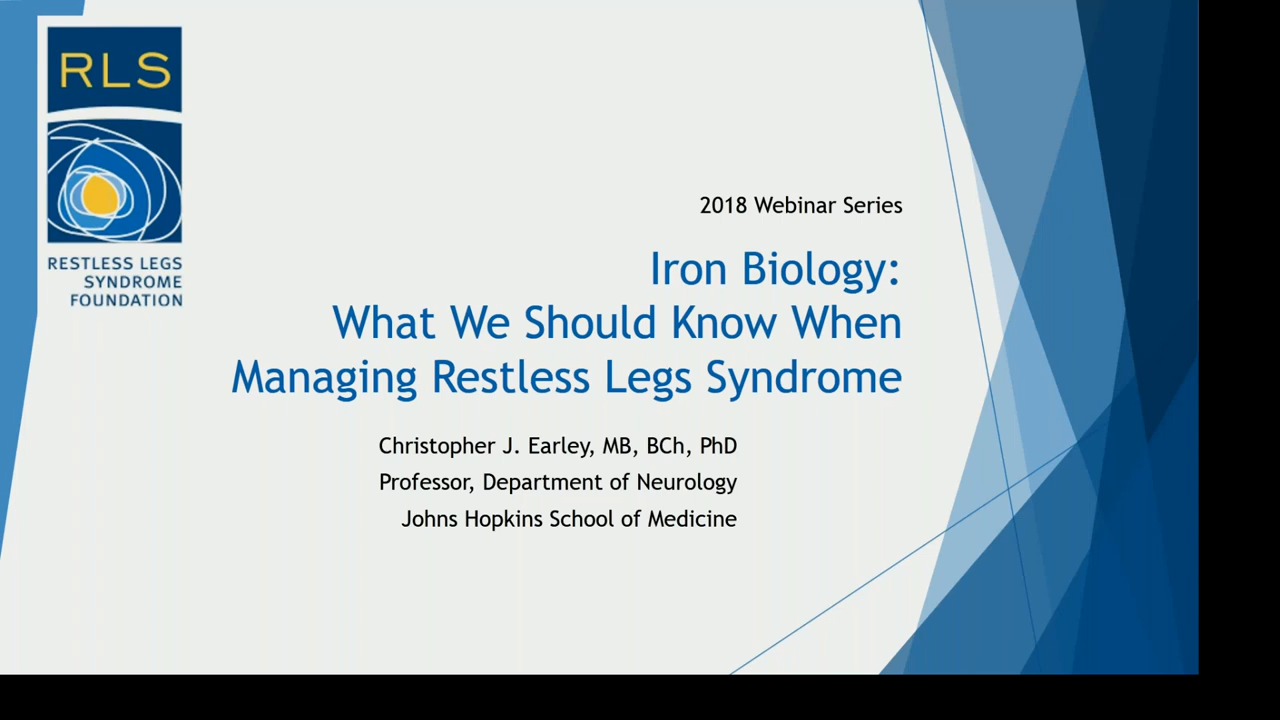 RLS
RESTLESS LEGS
SYNDROME
FOUNDATION
2018 Webinar Series
Iron Biology:
What We Should Know When
Managing Restless Legs Syndrome
Christopher J. Earley, MB, BCh, PhD
Professor, Department of Neurology
Johns Hopkins School of Medicine